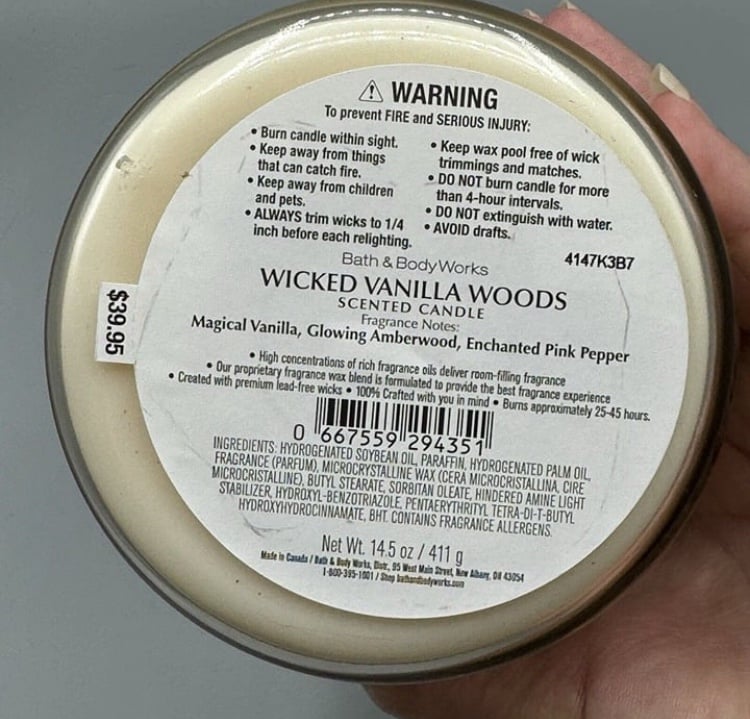 ⚠ WARNING
To prevent FIRE and SERIOUS INJURY:
• Burn candle within sight.
• Keep away from things
that can catch fire.
• Keep away from children
and pets.
• ALWAYS trim wicks to 1/4
inch before each relighting.
• Keep wax pool free of wick
trimmings and matches.
• DO NOT burn candle for more
than 4-hour intervals.
• DO NOT extinguish with water.
• AVOID drafts.
4147K3B7
Bath & Body Works
WICKED VANILLA WOODS
SCENTED CANDLE
Fragrance Notes:
Magical Vanilla, Glowing Amberwood, Enchanted Pink Pepper
• High concentrations of rich fragrance oils deliver room-filling fragrance
• Our proprietary fragrance wax blend is formulated to provide the best fragrance experience
• Created with premium lead-free wicks • 100% Crafted with you in mind • Burns approximately 25-45 hours.
0 667559 294351
INGREDIENTS: HYDROGENATED SOYBEAN OIL, PARAFFIN, HYDROGENATED PALM OIL,
FRAGRANCE (PARFUM), MICROCRYSTALLINE WAX (CERA MICROCRISTALLINA, CIRE
MICROCRISTALLINE), BUTYL STEARATE, SORBITAN OLEATE, HINDERED AMINE LIGHT
STABILIZER, HYDROXYL-BENZOTRIAZOLE, PENTAERYTHRITYL TETRA-DI-T-BUTYL
HYDROXYHYDROCINNAMATE, BHT. CONTAINS FRAGRANCE ALLERGENS.
Net Wt. 14.5 oz / 411 g
Made in Canada / Bath & Body Works, Distr., 95 West Main Street, New Albany, OH 43054
1-800-395-1001 / Shop bathandbodyworks.com
$39.95